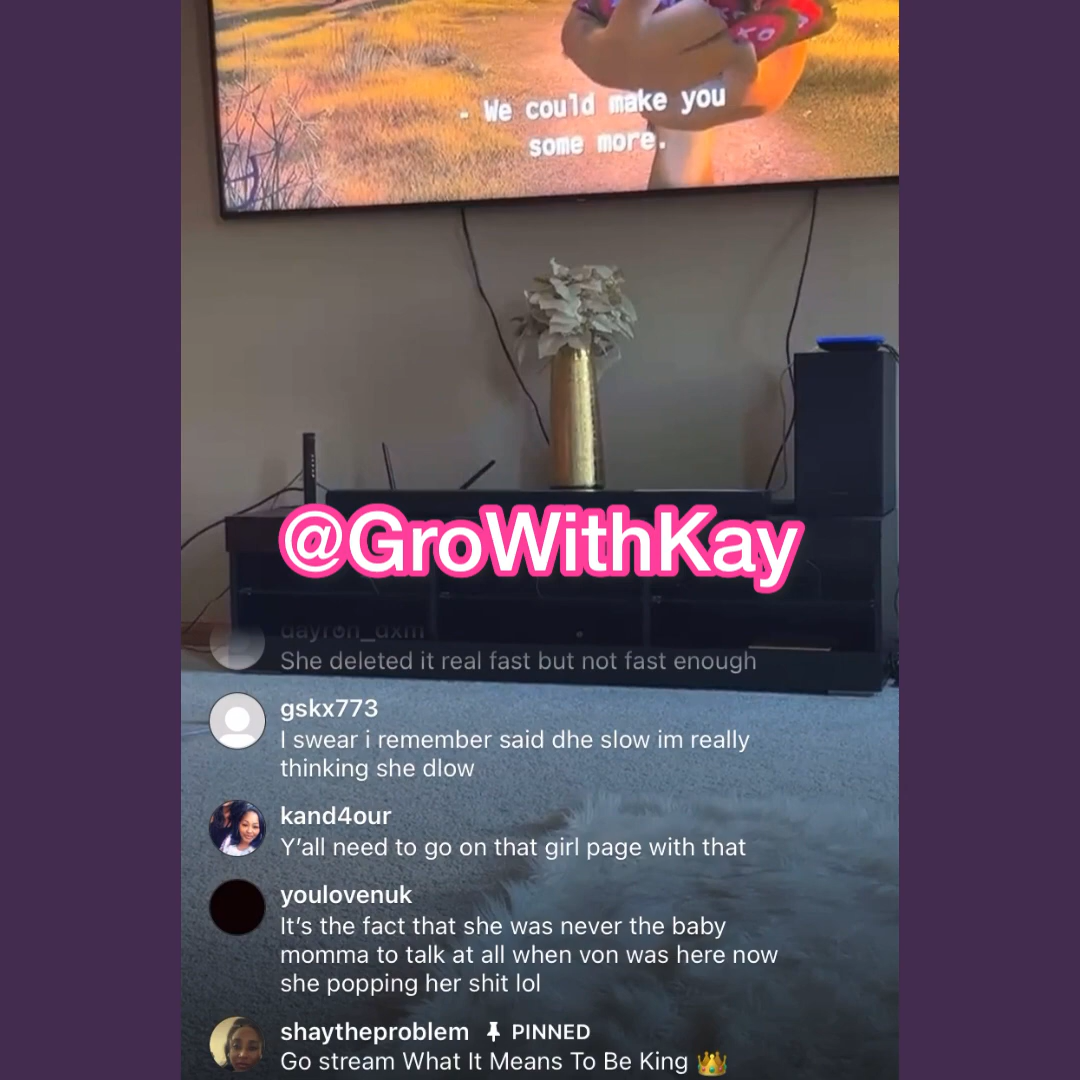 - We could make you
some more.
@GroWithKay
dayron_dxm
She deleted it real fast but not fast enough
gskx773
I swear i remember said dhe slow im really
thinking she dlow
kand4our
Y’all need to go on that girl page with that
youlovenuk
It’s the fact that she was never the baby
momma to talk at all when von was here now
she popping her shit lol
shaytheproblem PINNED
Go stream What It Means To Be King 👑